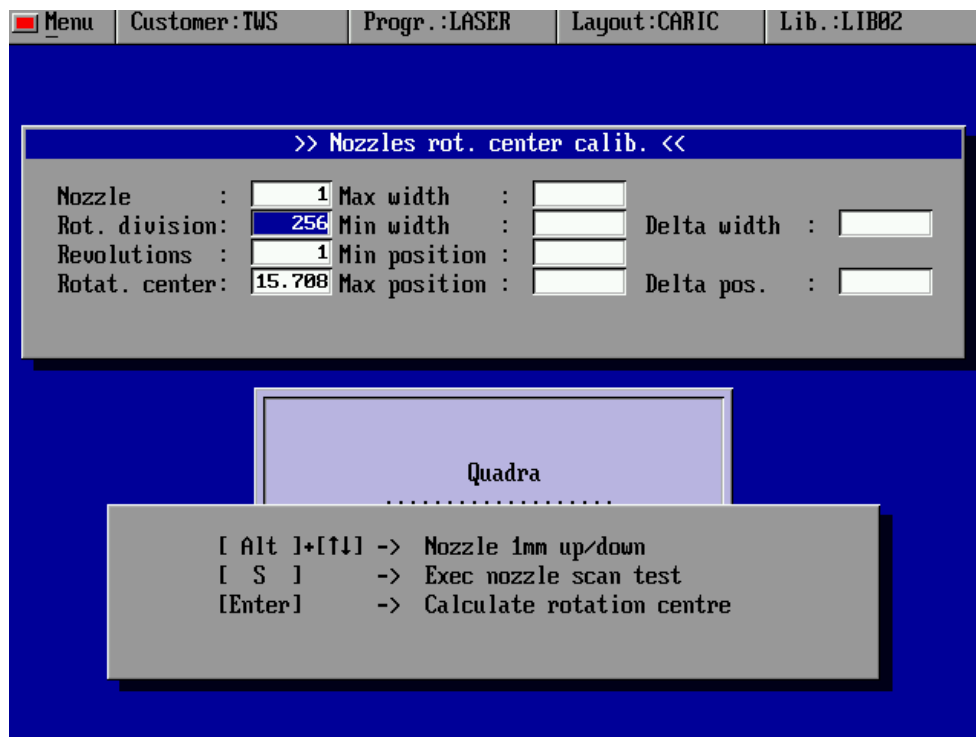 Menu Customer:TWS Progr.:LASER Layout:CARIC Lib.:LIB02
>> Nozzles rot. center calib. <<
Nozzle : 1 Max width :
Rot. division: 256 Min width : Delta width :
Revolutions : 1 Min position :
Rotat. center: 15.708 Max position : Delta pos. :
Quadra
...................
[ Alt ]+[↑↓] -> Nozzle 1mm up/down
[ S ] -> Exec nozzle scan test
[Enter] -> Calculate rotation centre